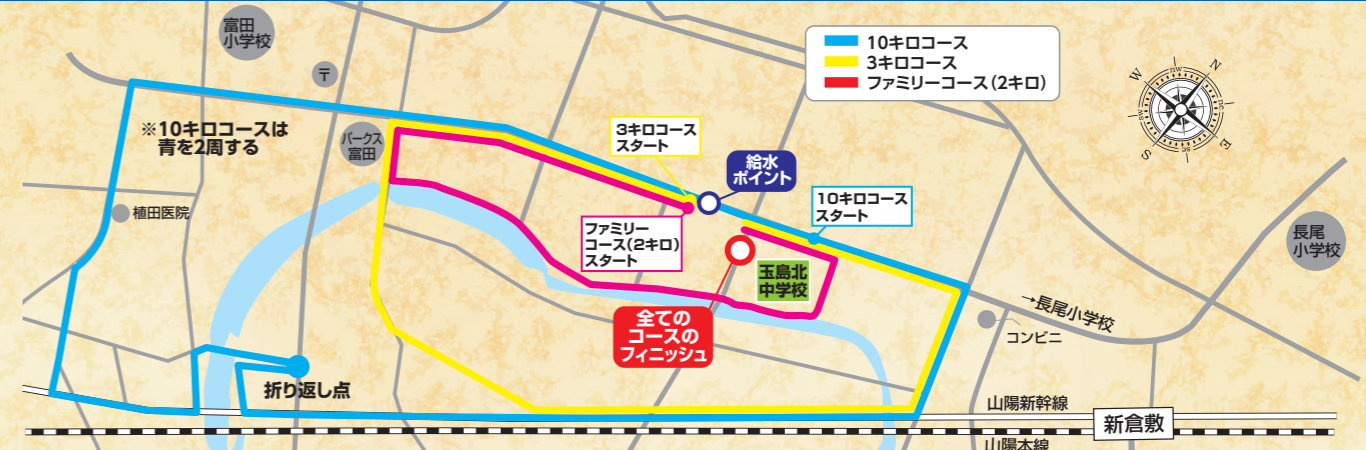 富田
小学校
〒
※10キロコースは
青を2周する
パークス
富田
植田医院
折り返し点
3キロコース
スタート
給水
ポイント
10キロコース
スタート
ファミリー
コース(2キロ)
スタート
玉島北
中学校
全ての
コースの
フィニッシュ
10キロコース
3キロコース
ファミリーコース(2キロ)
W
NW
N
NE
E
SE
S
SW
長尾
小学校
→長尾小学校
コンビニ
山陽新幹線
新倉敷
山陽本線